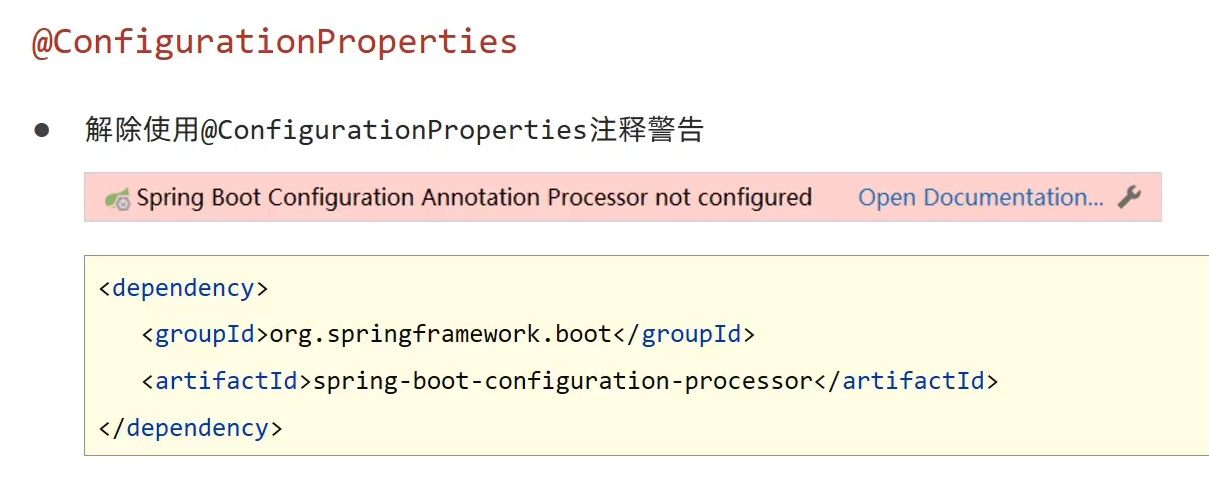 @ConfigurationProperties
● 解除使用@ConfigurationProperties注释警告
Spring Boot Configuration Annotation Processor not configured Open Documentation...
<dependency>
<groupId>org.springframework.boot</groupId>
<artifactId>spring-boot-configuration-processor</artifactId>
</dependency>